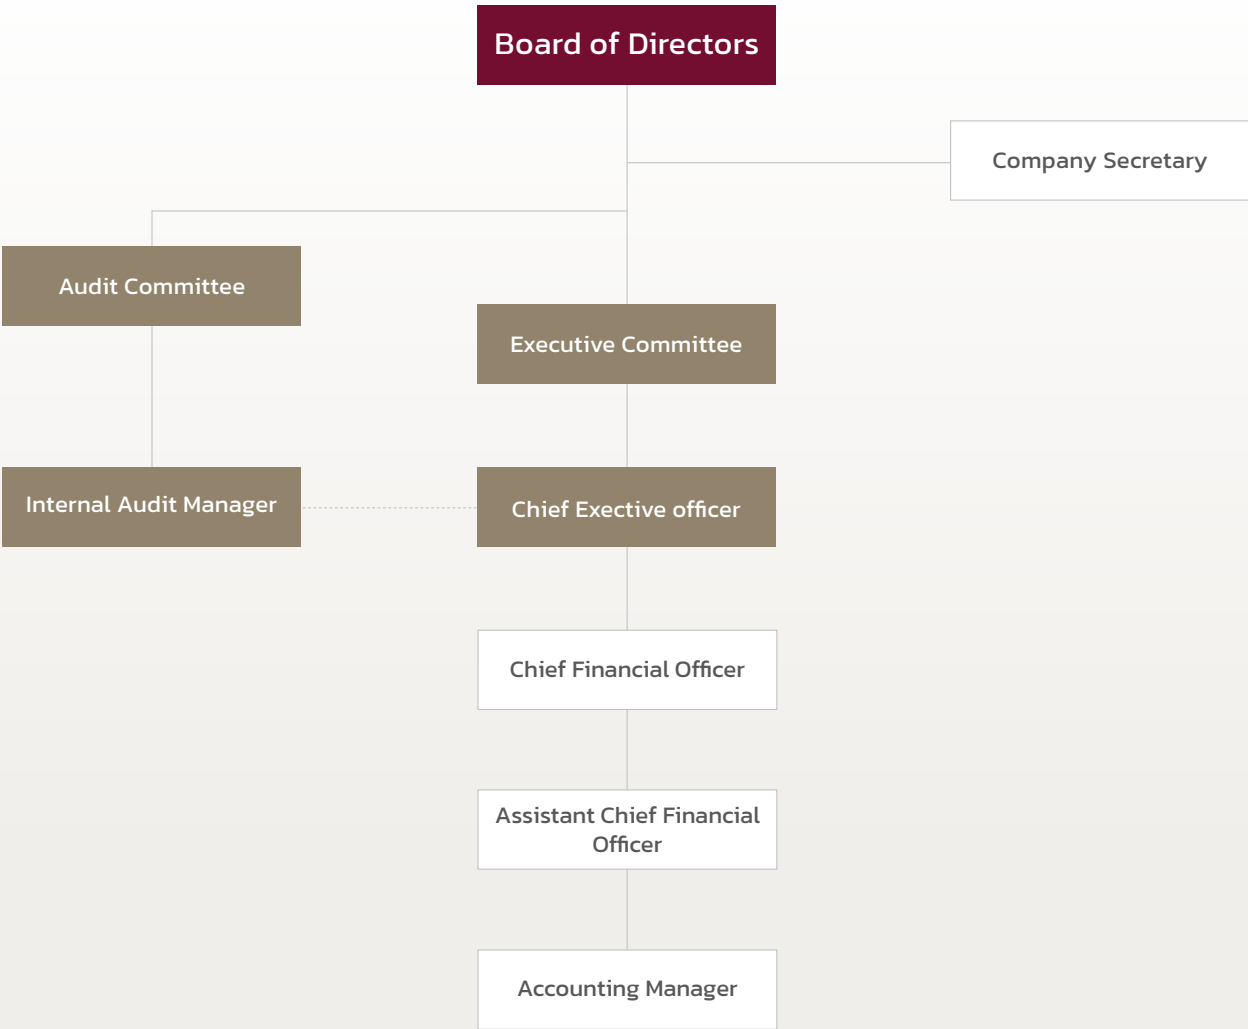 Board of Directors
Company Secretary
Audit Committee
Executive Committee
Internal Audit Manager
Chief Exective officer
Chief Financial Officer
Assistant Chief Financial
Officer
Accounting Manager